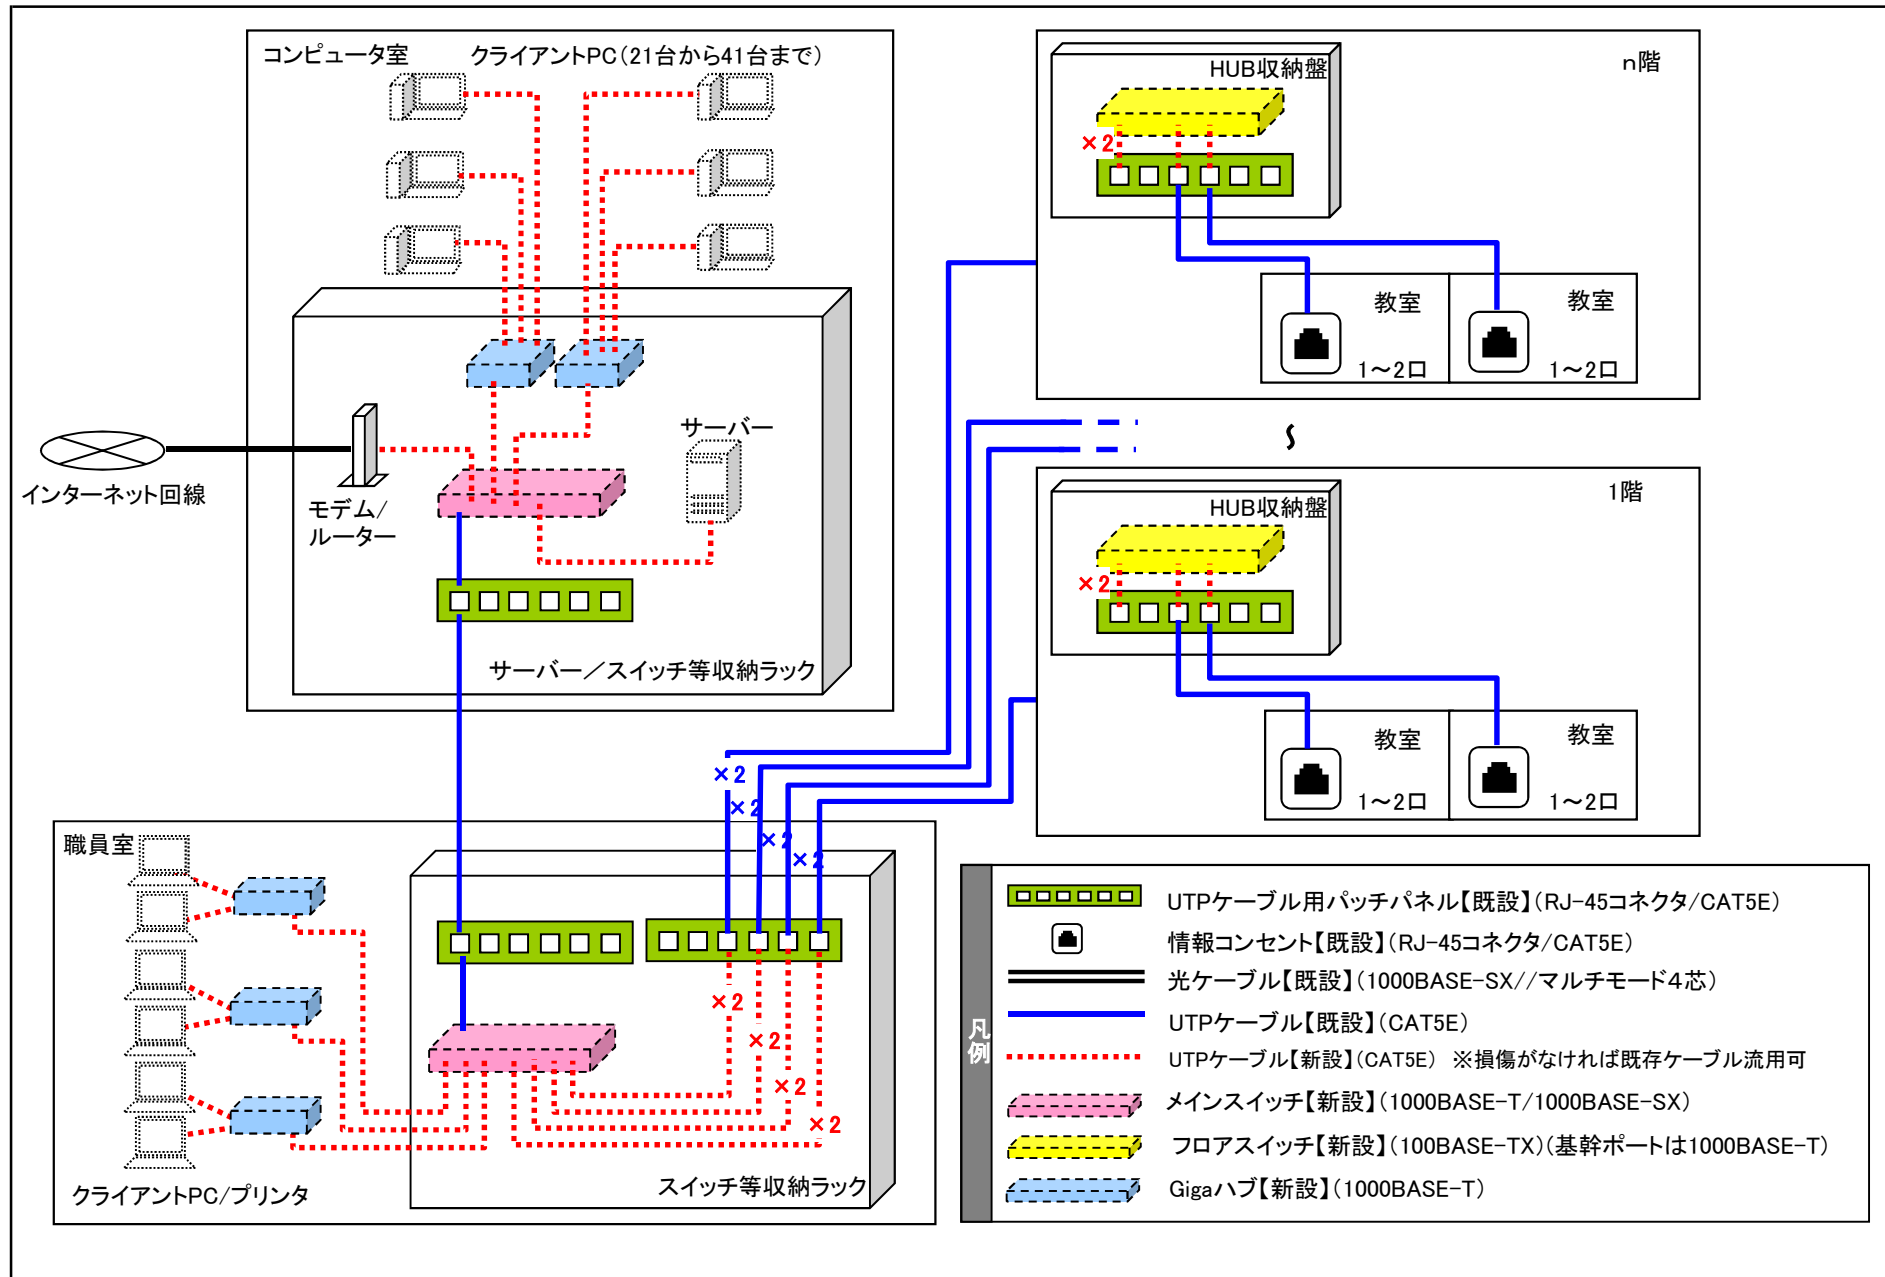 コンピュータ室
クライアントPC(21台から41台まで)
サーバー
インターネット回線
モデム/
ルーター
サーバー/スイッチ等収納ラック
HUB収納盤
n階
×2
教室
1～2口
教室
1～2口
∫
HUB収納盤
1階
×2
教室
1～2口
教室
1～2口
×2
×2
×2
×2
職員室
×2
×2
×2
×2
クライアントPC/プリンタ
スイッチ等収納ラック
凡例
UTPケーブル用パッチパネル【既設】(RJ-45コネクタ/CAT5E)
情報コンセント【既設】(RJ-45コネクタ/CAT5E)
光ケーブル【既設】(1000BASE-SX//マルチモード4芯)
UTPケーブル【既設】(CAT5E)
UTPケーブル【新設】(CAT5E) ※損傷がなければ既存ケーブル流用可
メインスイッチ【新設】(1000BASE-T/1000BASE-SX)
フロアスイッチ【新設】(100BASE-TX)(基幹ポートは1000BASE-T)
Gigaハブ【新設】(1000BASE-T)